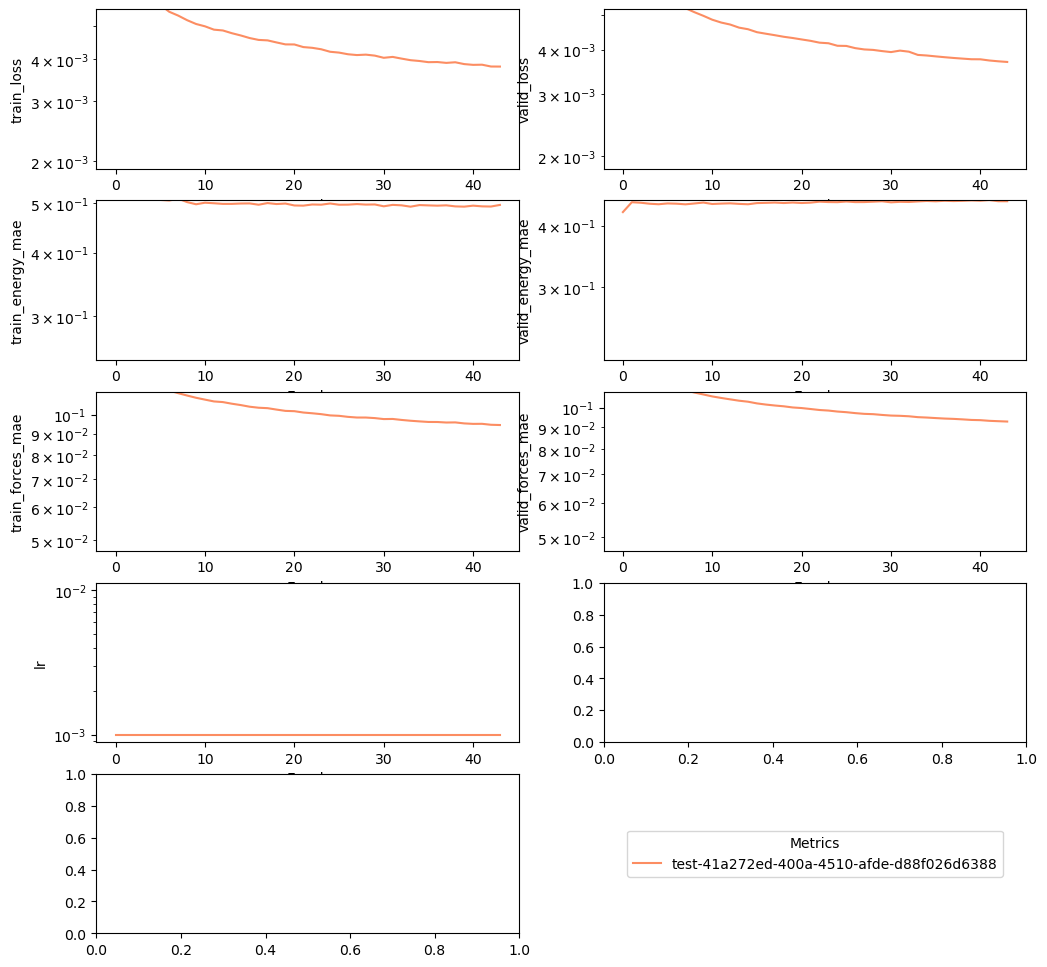 train_loss
4 × 10⁻³
3 × 10⁻³
2 × 10⁻³
0 10 20 30 40
valid_loss
4 × 10⁻³
3 × 10⁻³
2 × 10⁻³
0 10 20 30 40
train_energy_mae
5 × 10⁻¹
4 × 10⁻¹
3 × 10⁻¹
0 10 20 30 40
valid_energy_mae
4 × 10⁻¹
3 × 10⁻¹
0 10 20 30 40
train_forces_mae
10⁻¹
9 × 10⁻²
8 × 10⁻²
7 × 10⁻²
6 × 10⁻²
5 × 10⁻²
0 10 20 30 40
valid_forces_mae
10⁻¹
9 × 10⁻²
8 × 10⁻²
7 × 10⁻²
6 × 10⁻²
5 × 10⁻²
0 10 20 30 40
lr
10⁻²
10⁻³
0 10 20 30 40
1.0
0.8
0.6
0.4
0.2
0.0
0.0 0.2 0.4 0.6 0.8 1.0
1.0
0.8
0.6
0.4
0.2
0.0
0.0 0.2 0.4 0.6 0.8 1.0
Metrics
test-41a272ed-400a-4510-afde-d88f026d6388